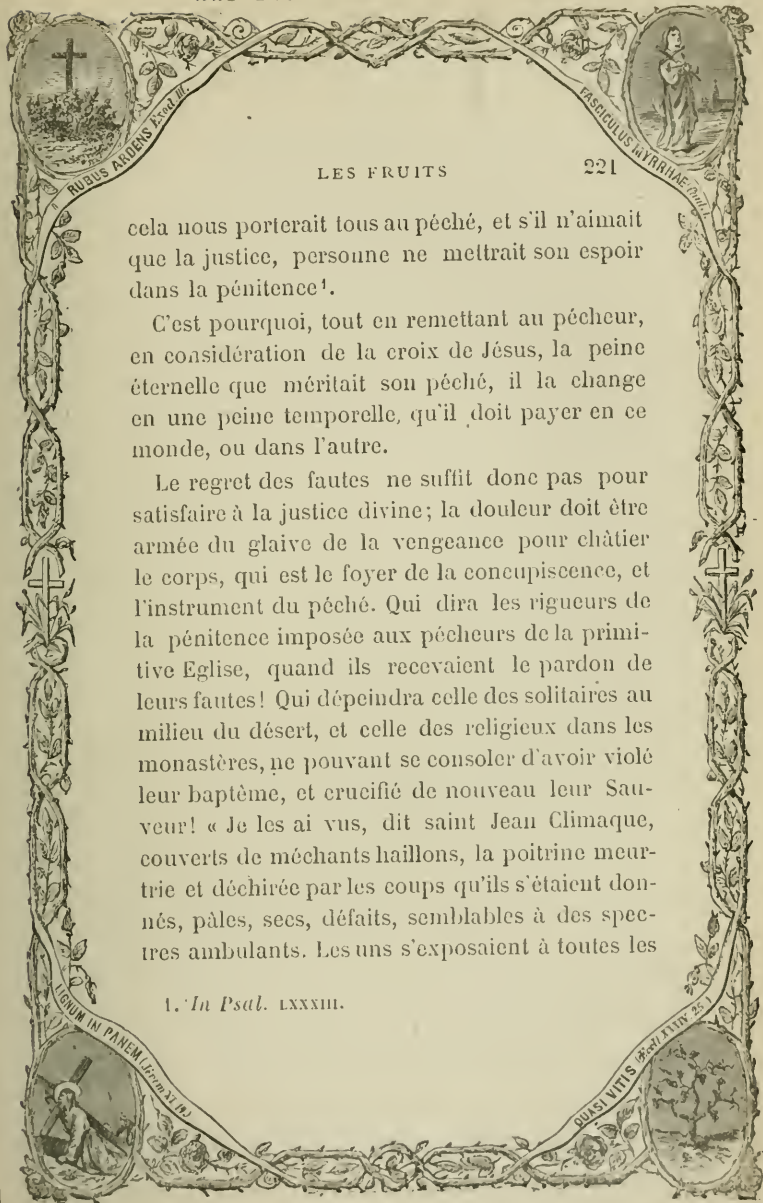 RUBUS ARDENS Exod. III.
FASCICULUS MYRRHAE
LES FRUITS 221
cela nous porterait tous au péché, et s'il n'aimait
que la justice, personne ne mettrait son espoir
dans la pénitence¹.
C'est pourquoi, tout en remettant au pécheur,
en considération de la croix de Jésus, la peine
éternelle que méritait son péché, il la change
en une peine temporelle, qu'il doit payer en ce
monde, ou dans l'autre.
Le regret des fautes ne suffit donc pas pour
satisfaire à la justice divine; la douleur doit être
armée du glaive de la vengeance pour châtier
le corps, qui est le foyer de la concupiscence, et
l'instrument du péché. Qui dira les rigueurs de
la pénitence imposée aux pécheurs de la primi-
tive Eglise, quand ils recevaient le pardon de
leurs fautes! Qui dépeindra celle des solitaires au
milieu du désert, et celle des religieux dans les
monastères, ne pouvant se consoler d'avoir violé
leur baptême, et crucifié de nouveau leur Sau-
veur! « Je les ai vus, dit saint Jean Climaque,
couverts de méchants haillons, la poitrine meur-
trie et déchirée par les coups qu'ils s'étaient don-
nés, pâles, secs, défaits, semblables à des spec-
tres ambulants. Les uns s'exposaient à toutes les
1. In Psal. LXXXIII.
LIGNUM IN PANEM (Jérem XI. 19.)
QUASI VITIS (Eccli XXIV. 23.)